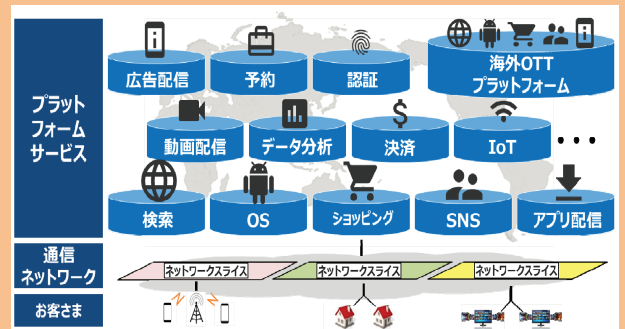 プラット
フォーム
サービス
広告配信
予約
認証
海外OTT
プラットフォーム
動画配信
データ分析
決済
IoT
・・・
検索
OS
ショッピング
SNS
アプリ配信
通信
ネットワーク
ネットワークスライス
ネットワークスライス
ネットワークスライス
お客さま